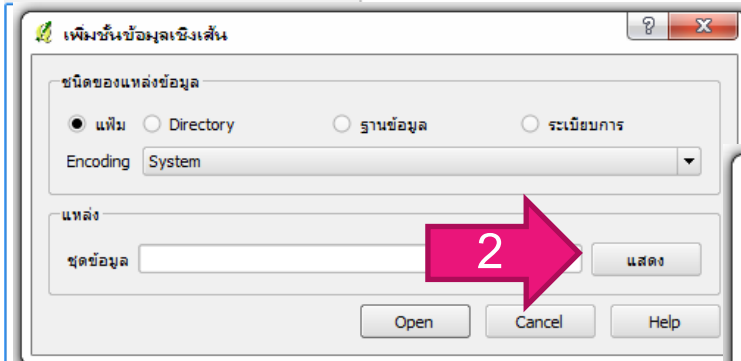 เพิ่มชั้นข้อมูลเชิงเส้น
ชนิดของแหล่งข้อมูล
แฟ้ม Directory ฐานข้อมูล ระเบียบการ
Encoding System
แหล่ง
ชุดข้อมูล 2 แสดง
Open Cancel Help